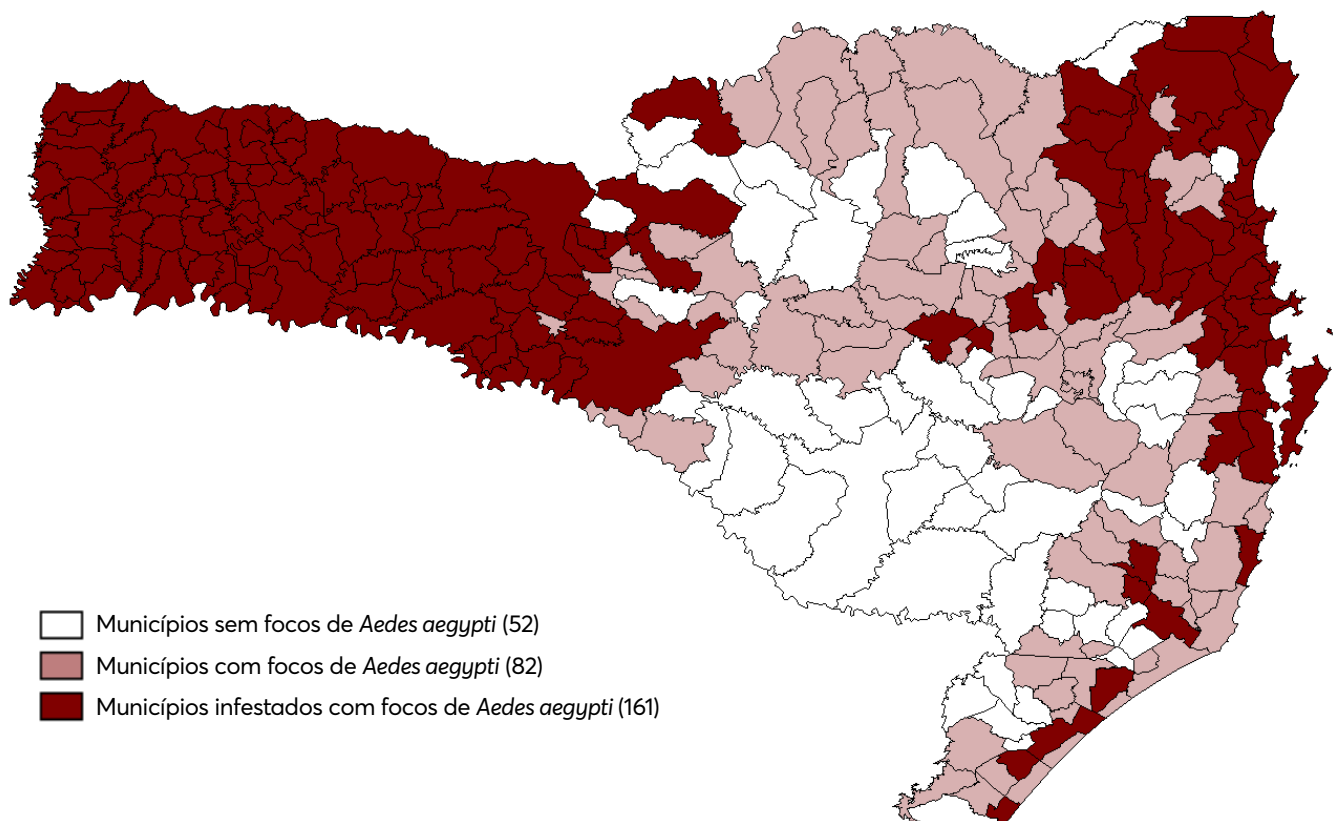 Municípios sem focos de Aedes aegypti (52)
Municípios com focos de Aedes aegypti (82)
Municípios infestados com focos de Aedes aegypti (161)